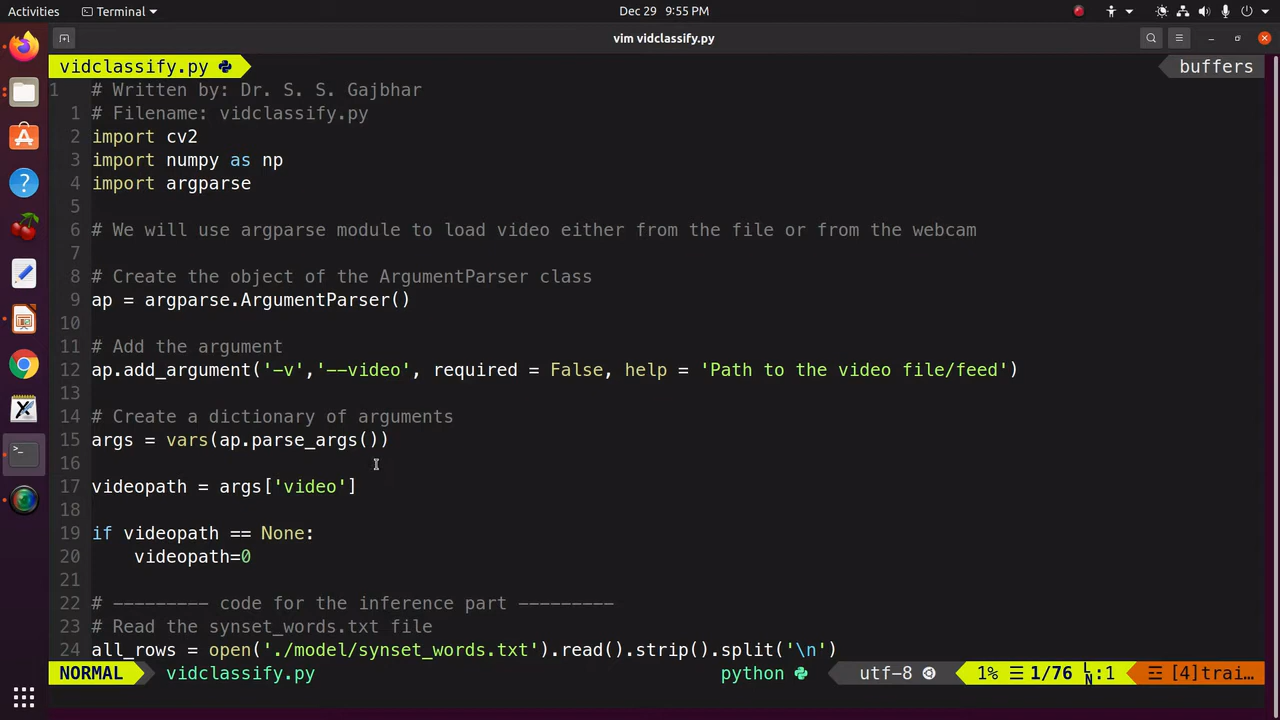 Activities Terminal Dec 29 9:55 PM
vim vidclassify.py
vidclassify.py buffers
1 # Written by: Dr. S. S. Gajbhar
1 # Filename: vidclassify.py
2 import cv2
3 import numpy as np
4 import argparse
5
6 # We will use argparse module to load video either from the file or from the webcam
7
8 # Create the object of the ArgumentParser class
9 ap = argparse.ArgumentParser()
10
11 # Add the argument
12 ap.add_argument('-v','--video', required = False, help = 'Path to the video file/feed')
13
14 # Create a dictionary of arguments
15 args = vars(ap.parse_args())
16
17 videopath = args['video']
18
19 if videopath == None:
20     videopath=0
21
22 # --------- code for the inference part ---------
23 # Read the synset_words.txt file
24 all_rows = open('./model/synset_words.txt').read().strip().split('\n')
NORMAL vidclassify.py python utf-8 1% ☰ 1/76 LN:1 ☲ [4]trai…